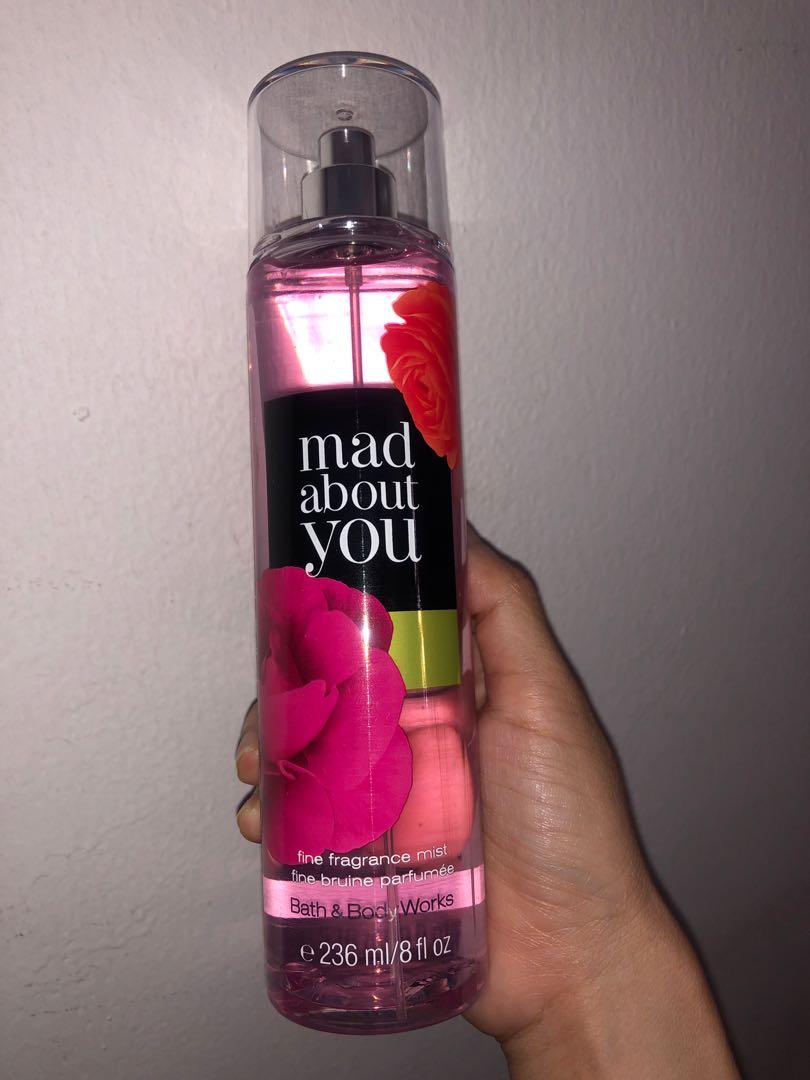 mad
about
you
fine fragrance mist
fine bruine parfumée
Bath & Body Works
℮ 236 ml/8 fl oz